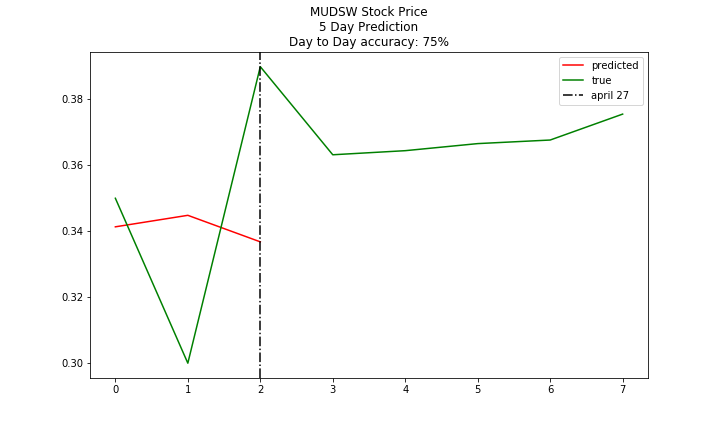 MUDSW Stock Price
5 Day Prediction
Day to Day accuracy: 75%
predicted
true
april 27
0.38
0.36
0.34
0.32
0.30
0 1 2 3 4 5 6 7